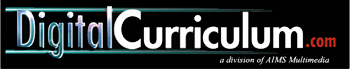 DigitalCurriculum.com
a division of AIMS Multimedia